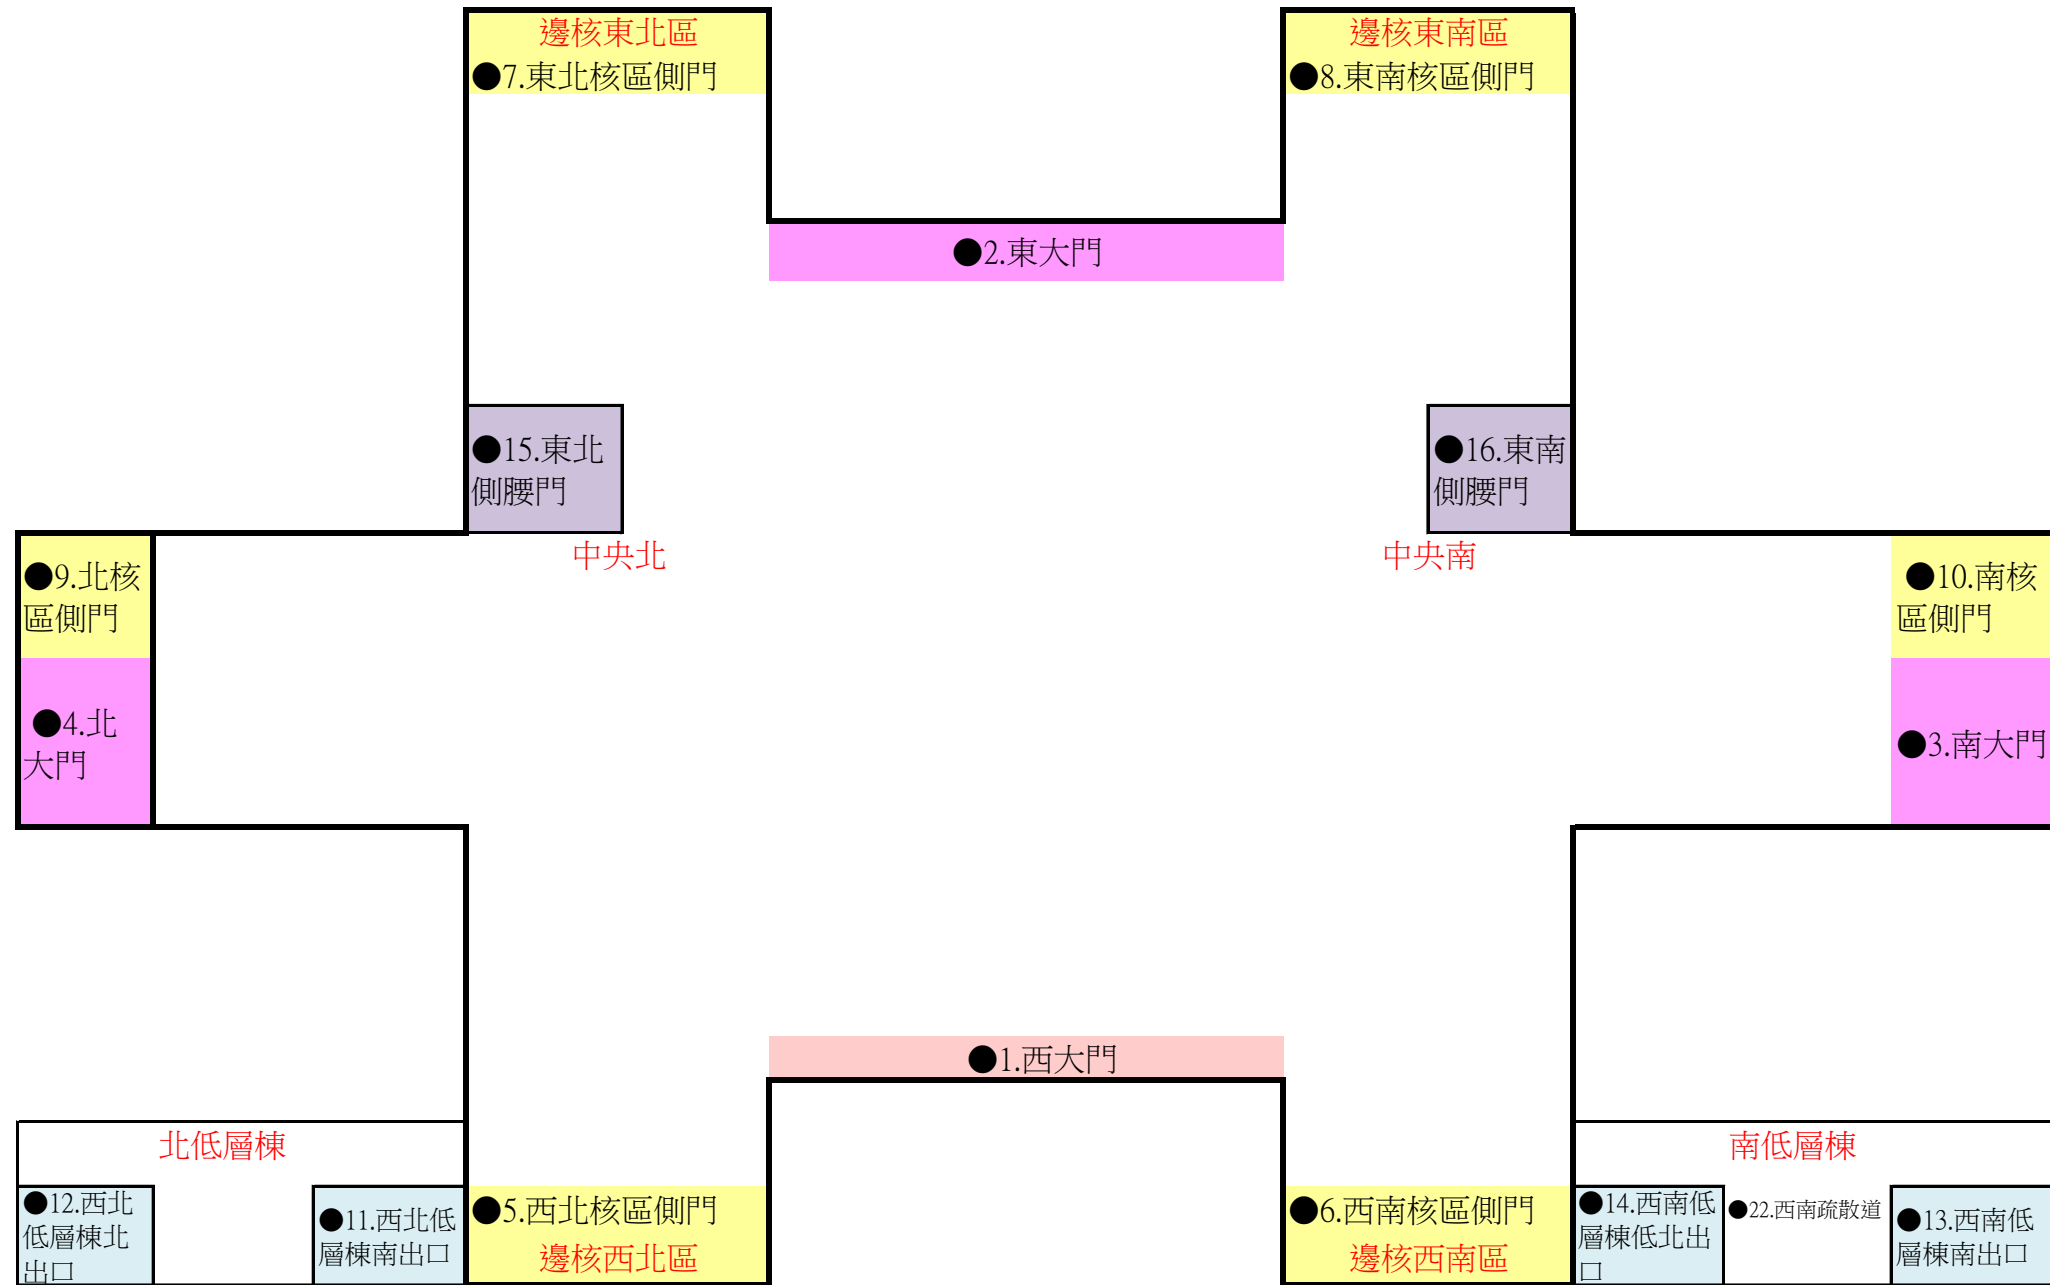 邊核東北區
●7.東北核區側門
邊核東南區
●8.東南核區側門
●2.東大門
●15.東北
側腰門
●16.東南
側腰門
中央北
中央南
●9.北核
區側門
●10.南核
區側門
●4.北
大門
●3.南大門
●1.西大門
北低層棟
南低層棟
●12.西北
低層棟北
出口
●11.西北低
層棟南出口
●5.西北核區側門
邊核西北區
●6.西南核區側門
邊核西南區
●14.西南低
層棟低北出
口
●22.西南疏散道
●13.西南低
層棟南出口